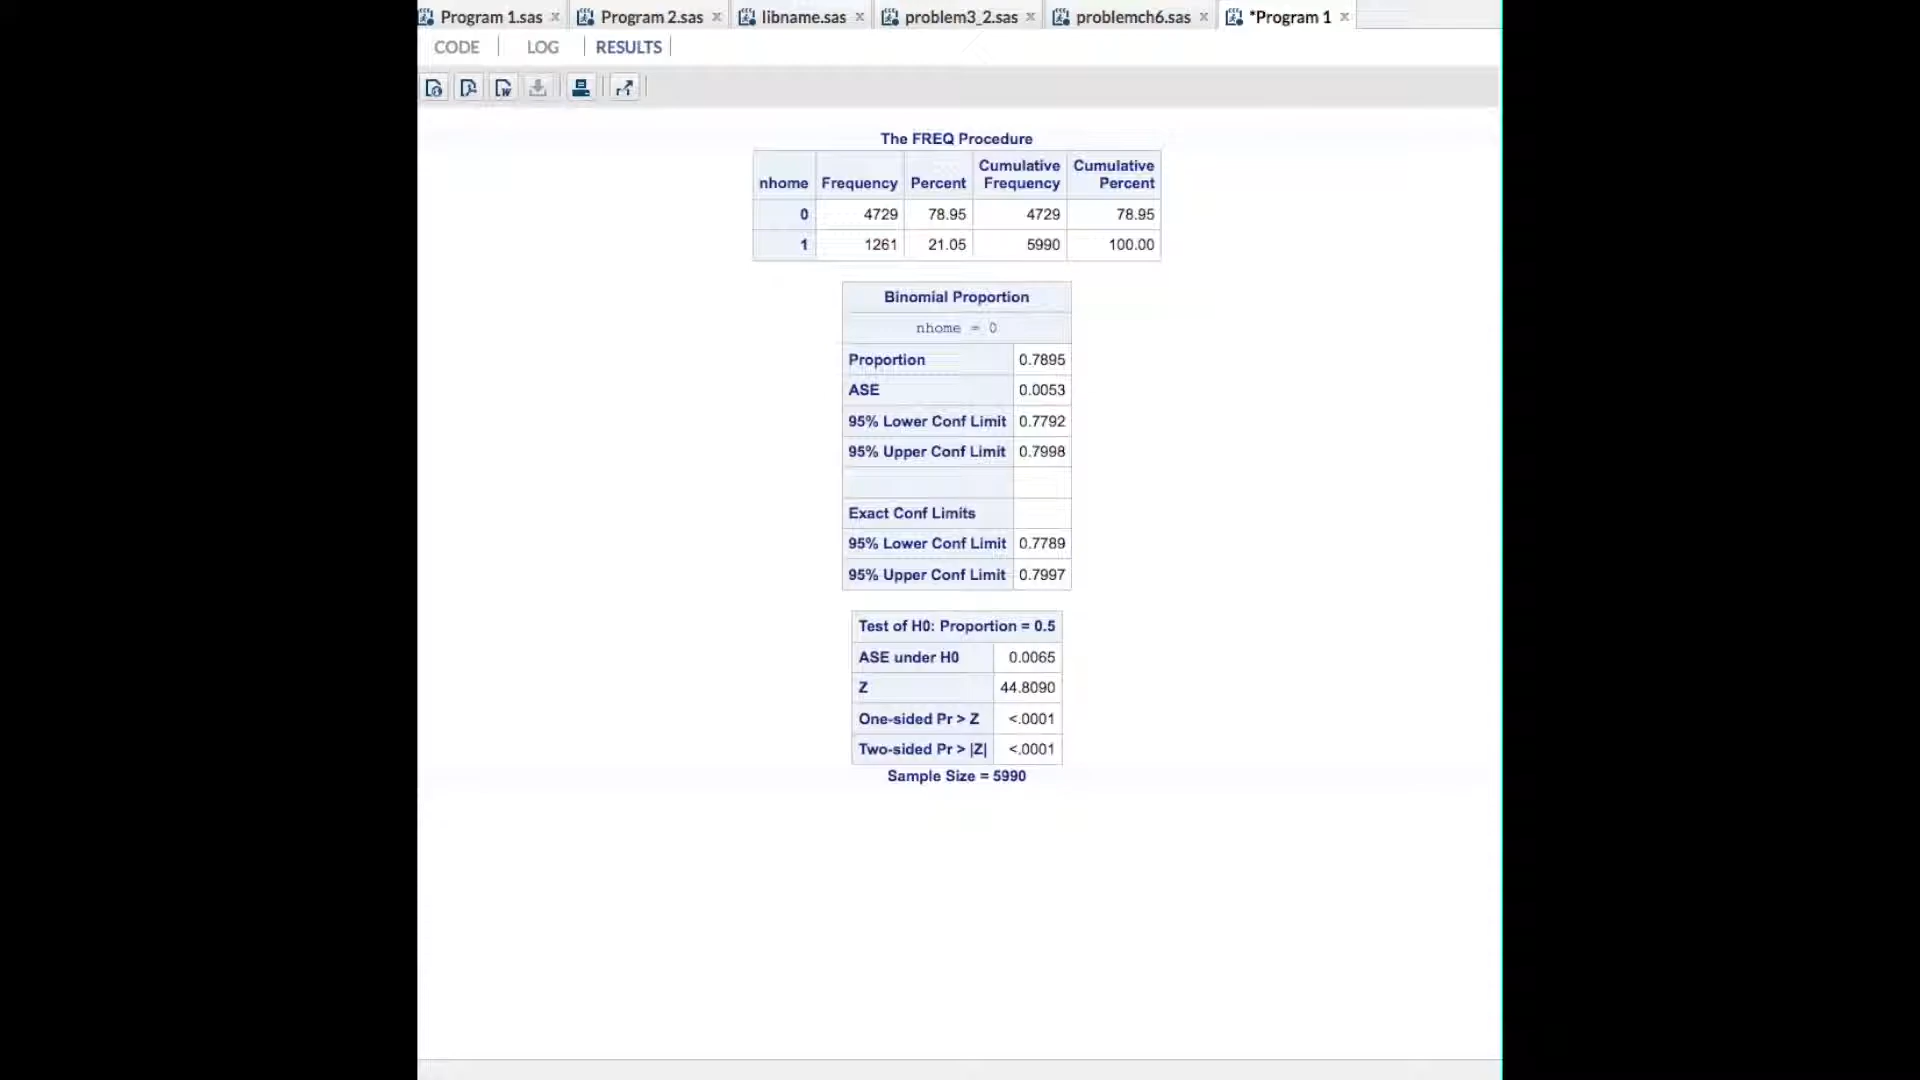 Program 1.sas x Program 2.sas x libname.sas x problem3_2.sas x problemch6.sas x *Program 1 x
CODE LOG RESULTS
The FREQ Procedure
nhome Frequency Percent Cumulative Frequency Cumulative Percent
0 4729 78.95 4729 78.95
1 1261 21.05 5990 100.00
Binomial Proportion
nhome = 0
Proportion 0.7895
ASE 0.0053
95% Lower Conf Limit 0.7792
95% Upper Conf Limit 0.7998
Exact Conf Limits
95% Lower Conf Limit 0.7789
95% Upper Conf Limit 0.7997
Test of H0: Proportion = 0.5
ASE under H0 0.0065
Z 44.8090
One-sided Pr > Z <.0001
Two-sided Pr > |Z| <.0001
Sample Size = 5990